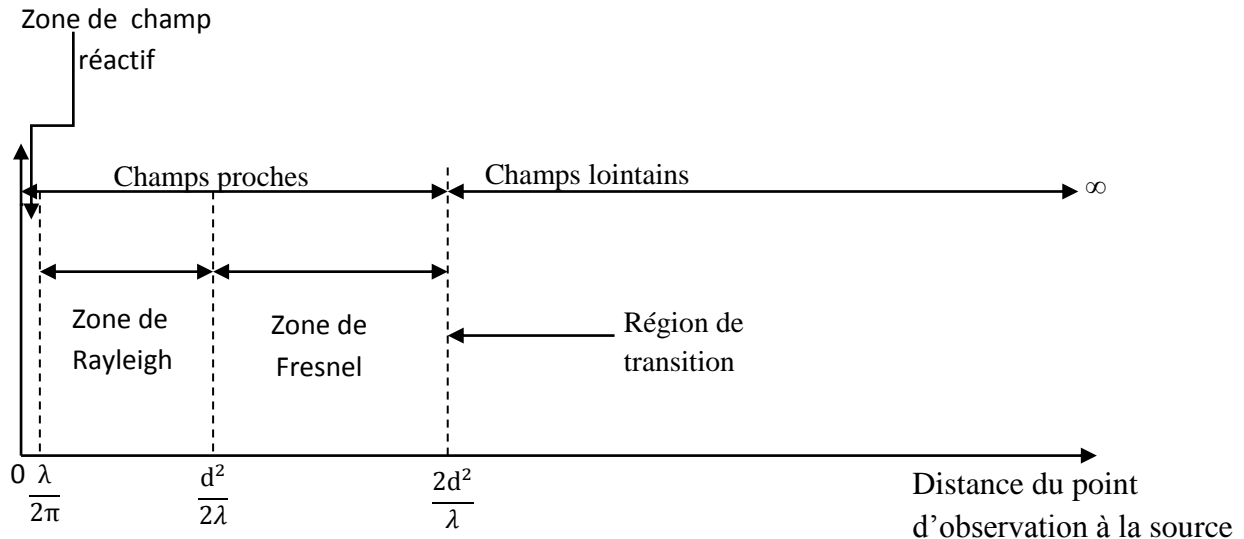 Zone de champ
réactif
Champs proches
Champs lointains
∞
Zone de
Rayleigh
Zone de
Fresnel
Région de
transition
0
λ
2π
d²
2λ
2d²
λ
Distance du point
d’observation à la source